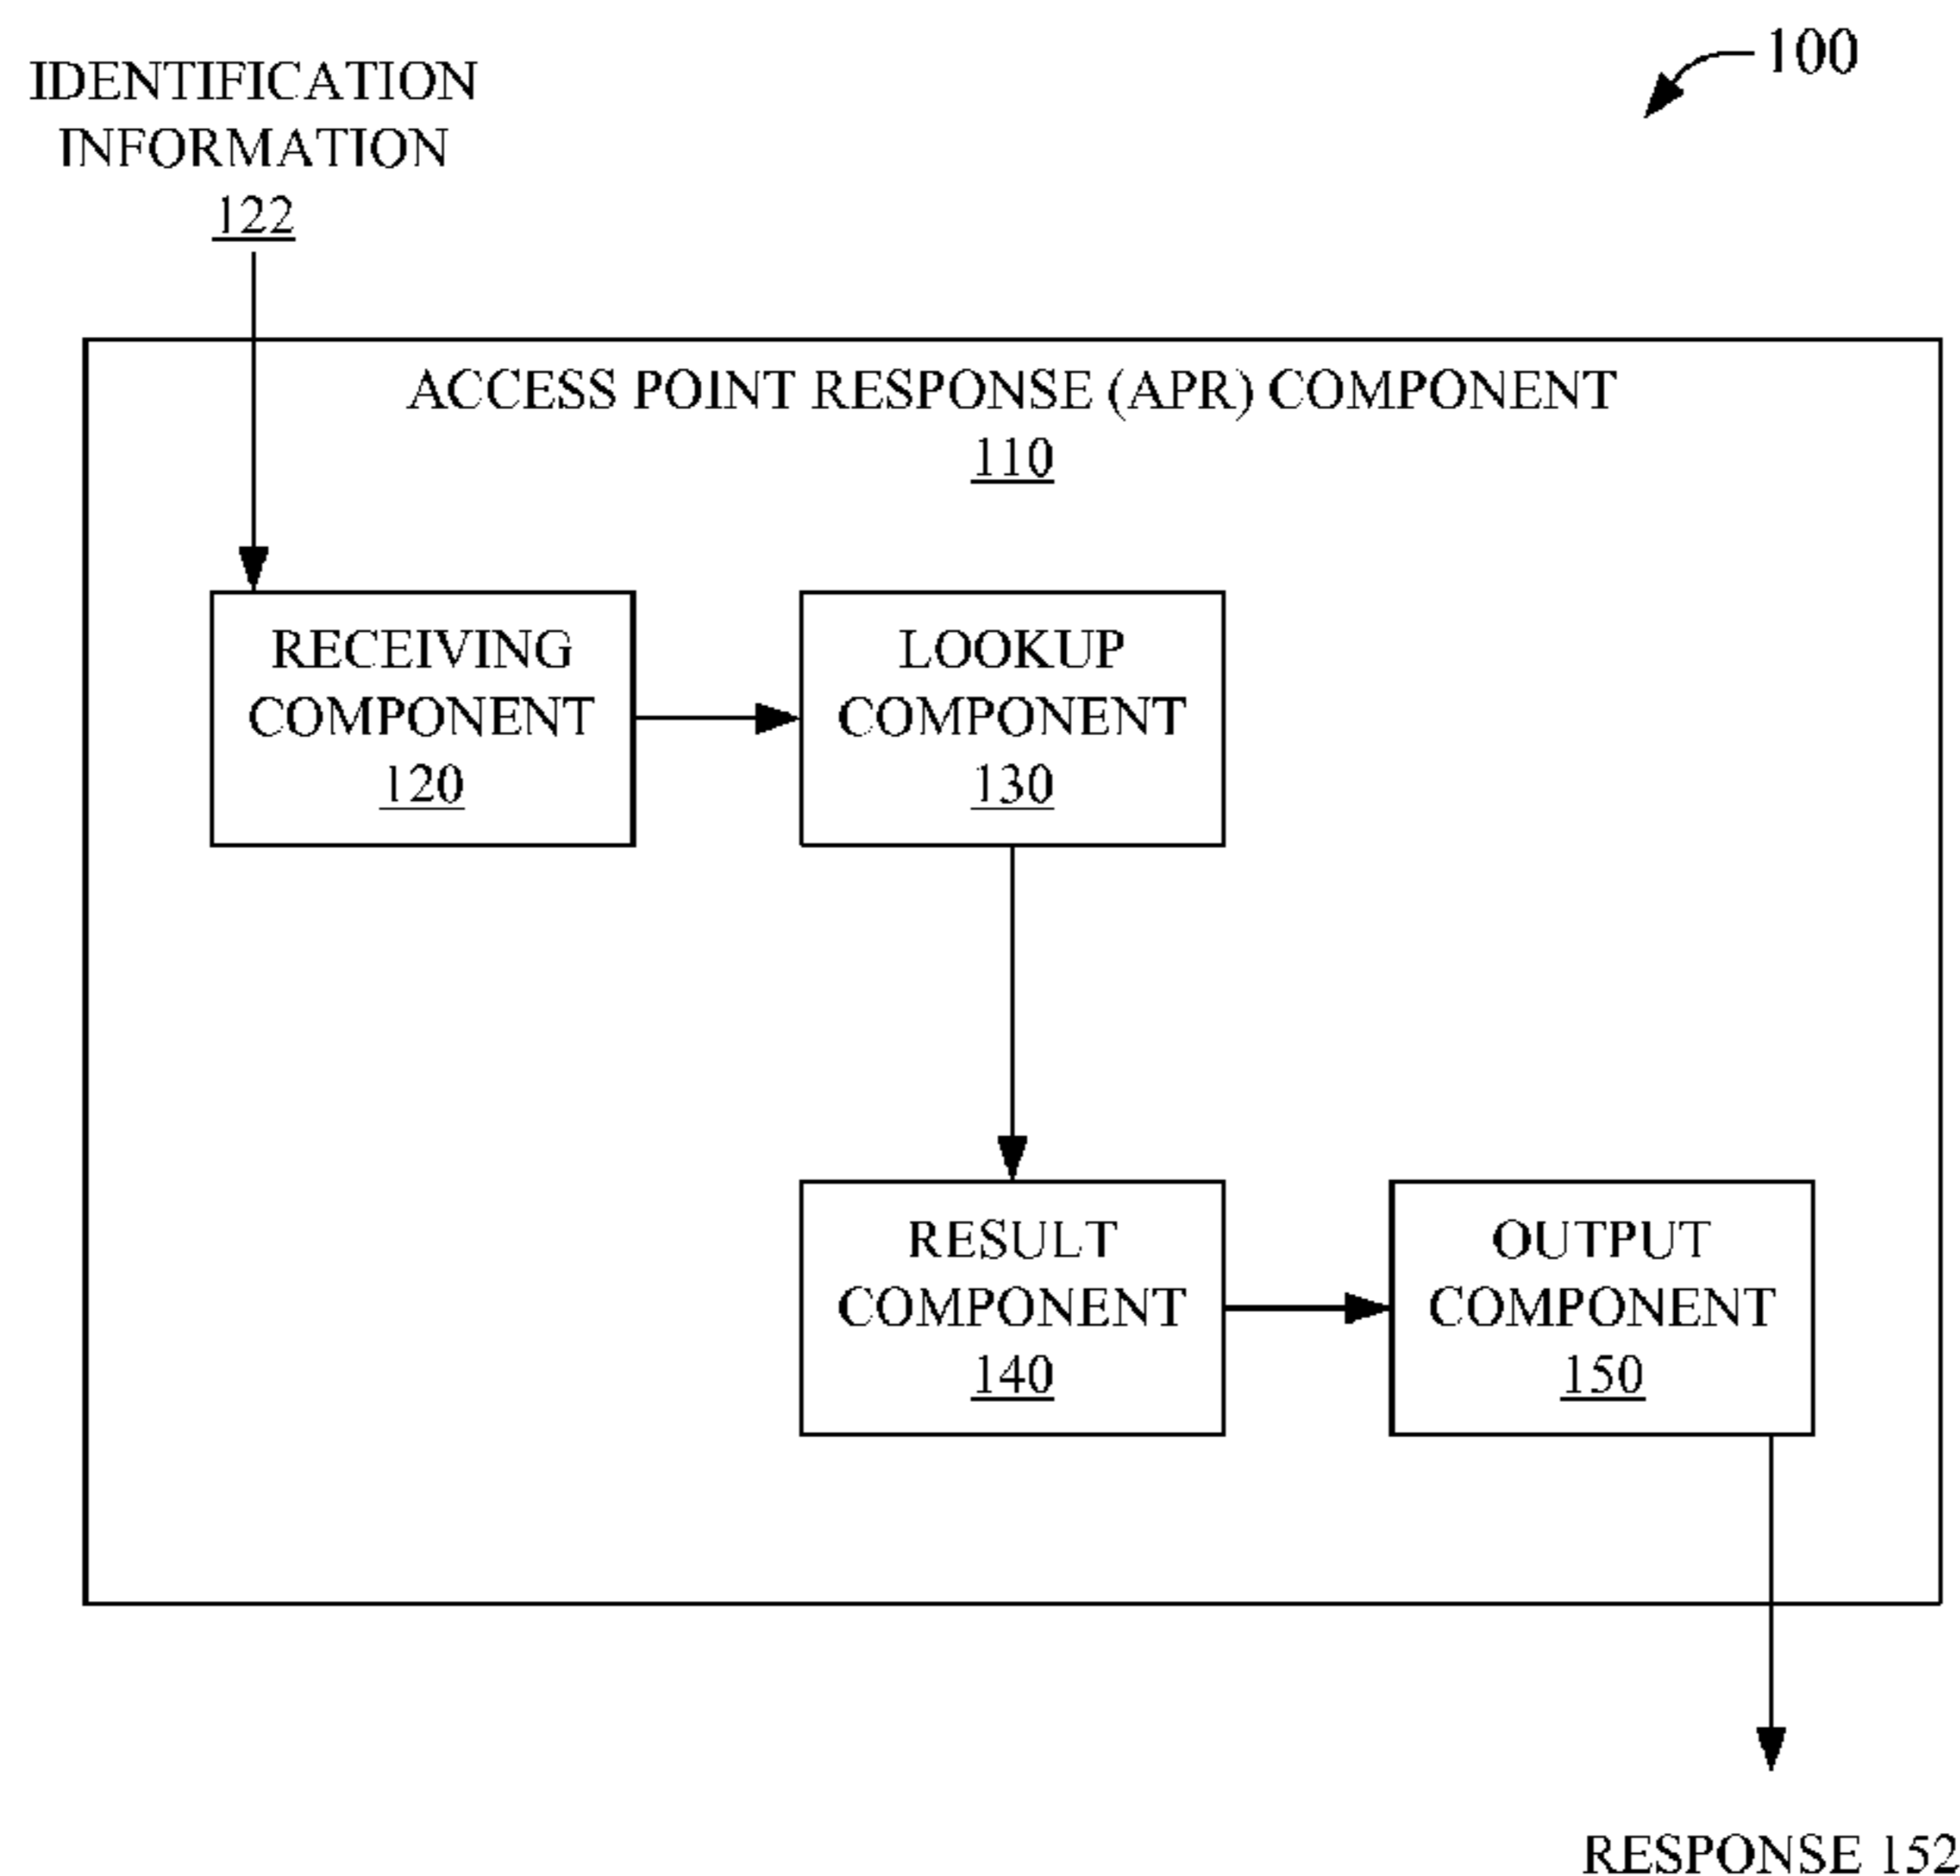 100
IDENTIFICATION
INFORMATION
122
ACCESS POINT RESPONSE (APR) COMPONENT
110
RECEIVING
COMPONENT
120
LOOKUP
COMPONENT
130
RESULT
COMPONENT
140
OUTPUT
COMPONENT
150
RESPONSE 152